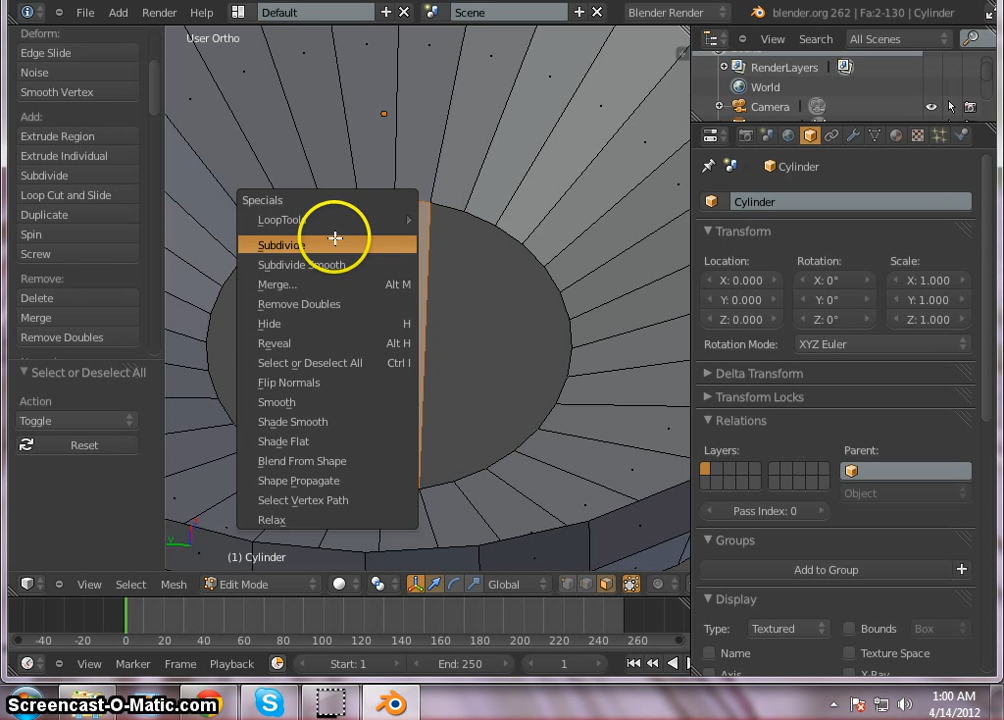 File Add Render Help Default Scene Blender Render blender.org 262 | Fa:2-130 | Cylinder
Deform:
Edge Slide
Noise
Smooth Vertex
Add:
Extrude Region
Extrude Individual
Subdivide
Loop Cut and Slide
Duplicate
Spin
Screw
Remove:
Delete
Merge
Remove Doubles
Select or Deselect All
Action
Toggle
Reset
User Ortho
Specials
LoopTools
Subdivide
Subdivide Smooth
Merge... Alt M
Remove Doubles
Hide H
Reveal Alt H
Select or Deselect All Ctrl I
Flip Normals
Smooth
Shade Smooth
Shade Flat
Blend From Shape
Shape Propagate
Select Vertex Path
Relax
(1) Cylinder
View Select Mesh Edit Mode Global
-40 -20 0 20 40 60 80 100 120 140 160 180 200 220 240 260
View Marker Frame Playback Start: 1 End: 250 1
View Search All Scenes
RenderLayers
World
Camera
Cylinder
Cylinder
Transform
Location: Rotation: Scale:
X: 0.000 X: 0° X: 1.000
Y: 0.000 Y: 0° Y: 1.000
Z: 0.000 Z: 0° Z: 1.000
Rotation Mode: XYZ Euler
Delta Transform
Transform Locks
Relations
Layers: Parent:
Object
Pass Index: 0
Groups
Add to Group
Display
Type: Textured Bounds Box
Name Texture Space
Axis X-Ray
Screencast-O-Matic.com
1:00 AM
4/14/2012